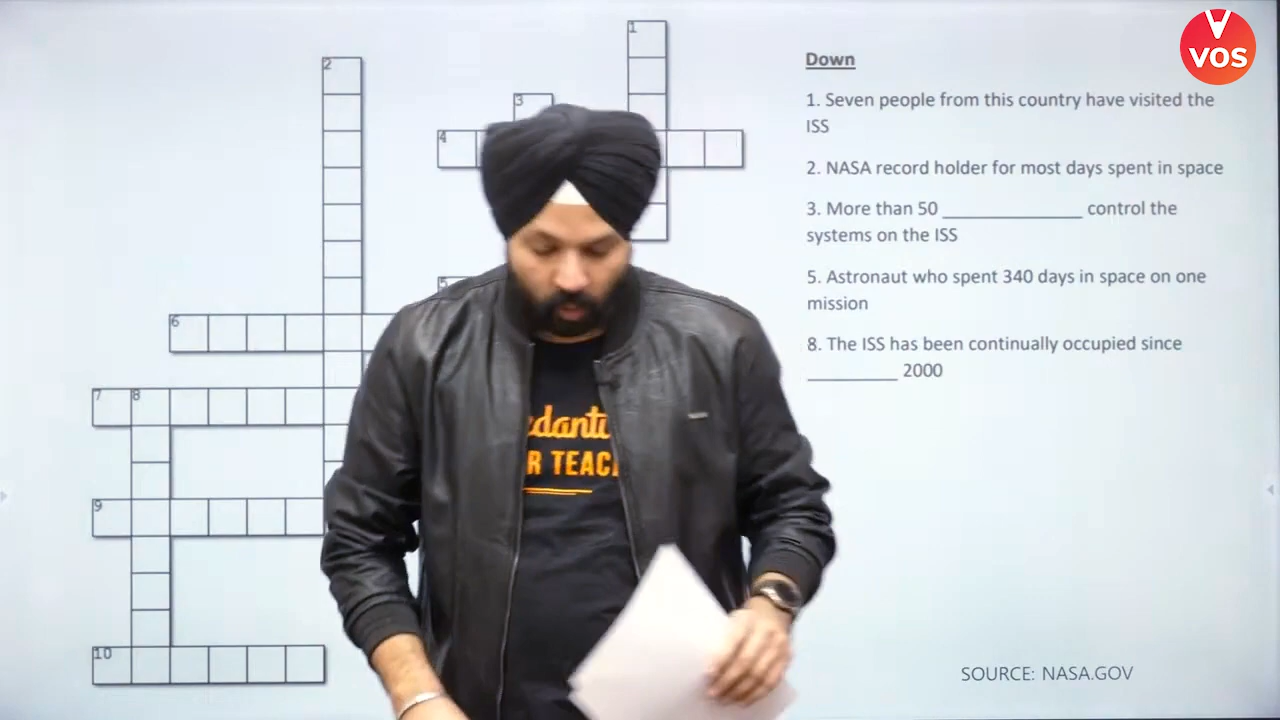 VOS
1
2
3
4
5
6
7 8
9
10
Down
1. Seven people from this country have visited the
ISS
2. NASA record holder for most days spent in space
3. More than 50 ______________ control the
systems on the ISS
5. Astronaut who spent 340 days in space on one
mission
8. The ISS has been continually occupied since
_________ 2000
SOURCE: NASA.GOV